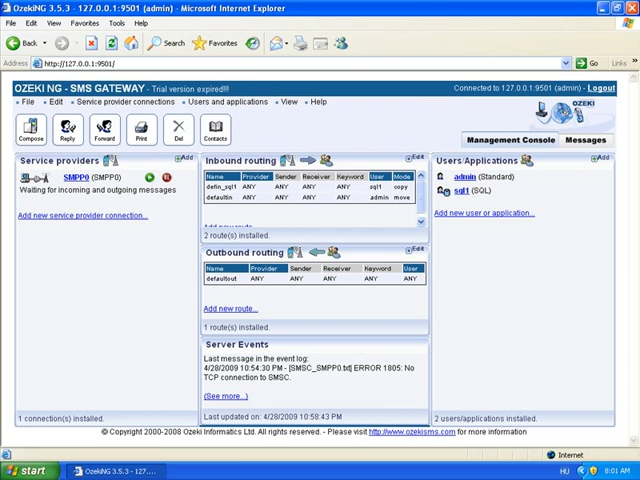 OzekiNG 3.5.3 - 127.0.0.1:9501 - Microsoft Internet Explorer
File Edit View Favorites Tools Help
Back Search Favorites
Address http://127.0.0.1:9501/ Go Links
OZEKI NG - SMS GATEWAY - Trial version expired!!! Connected to 127.0.0.1:9501 (admin) - Logout
File Edit Service provider connections Users and applications View Help
OZEKI
Compose Reply Forward Print Del Contacts
Management Console Messages
Service providers Add
SMPP0 (SMPP0)
Waiting for incoming and outgoing messages
Add new service provider connection...
1 connection(s) installed.
Inbound routing Edit
Name Provider Sender Receiver Keyword User Mode
defin_sql1 ANY ANY ANY ANY sql1 copy
defaultin ANY ANY ANY ANY admin move
Add new route...
2 route(s) installed.
Outbound routing Edit
Name Provider Sender Receiver Keyword User
defaultout ANY ANY ANY ANY ANY
Add new route...
1 route(s) installed.
Server Events
Last message in the event log:
4/28/2009 10:54:30 PM - [SMSC_SMPP0.txt] ERROR 1805: No
TCP connection to SMSC.
(See more...)
Last updated on: 4/28/2009 10:58:43 PM
Users/Applications Add
admin (Standard)
sql1 (SQL)
Add new user or application...
2 users/applications installed.
© Copyright 2000-2008 Ozeki Informatics Ltd. All rights reserved. - Please visit http://www.ozekisms.com for more information
Internet
start OzekiNG 3.5.3 - 127.... HU 8:01 AM